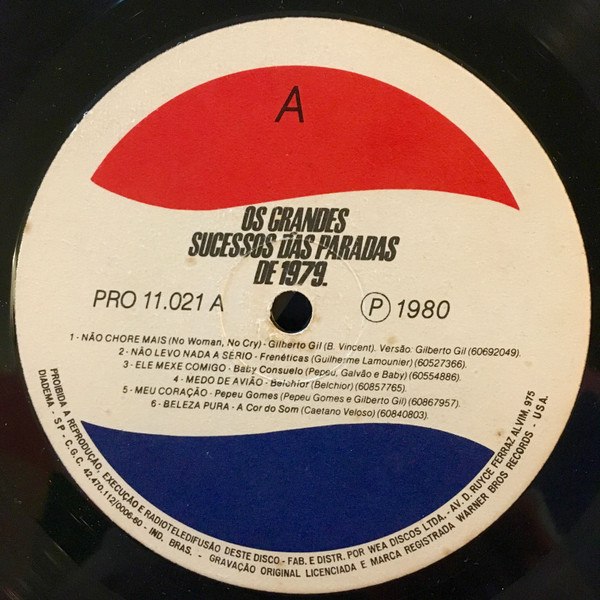 A
OS GRANDES
SUCESSOS DAS PARADAS
DE 1979.
PRO 11.021 A
Ⓟ 1980
1 - NÃO CHORE MAIS (No Woman, No Cry) - Gilberto Gil (B. Vincent). Versão: Gilberto Gil (60692049).
2 - NÃO LEVO NADA A SÉRIO - Frenéticas (Guilherme Lamounier) (60527366).
3 - ELE MEXE COMIGO - Baby Consuelo (Pepeu, Galvão e Baby) (60554886).
4 - MEDO DE AVIÃO - Belchior (Belchior) (60857765).
5 - MEU CORAÇÃO - Pepeu Gomes (Pepeu Gomes e Gilberto Gil) (60867957).
6 - BELEZA PURA - A Cor do Som (Caetano Veloso) (60840803).
PROIBIDA A REPRODUÇÃO, EXECUÇÃO E RADIOTELEDIFUSÃO DESTE DISCO - FAB. E DISTR. POR WEA DISCOS LTDA. - AV. D. RUYCE FERRAZ ALVIM, 975
DIADEMA - SP - C.G.C. 42.470.112/0006-60 - IND. BRAS. - GRAVAÇÃO ORIGINAL LICENCIADA E MARCA REGISTRADA WARNER BROS RECORDS - USA.